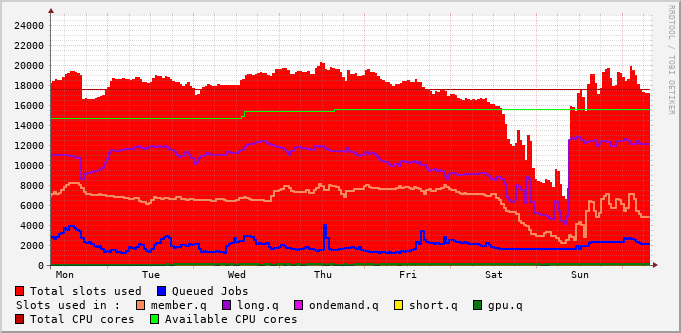 24000
22000
20000
18000
16000
14000
12000
10000
8000
6000
4000
2000
0
Mon Tue Wed Thu Fri Sat Sun
RRDTOOL / TOBI OETIKER
Total slots used Queued Jobs
Slots used in : member.q long.q ondemand.q short.q gpu.q
Total CPU cores Available CPU cores